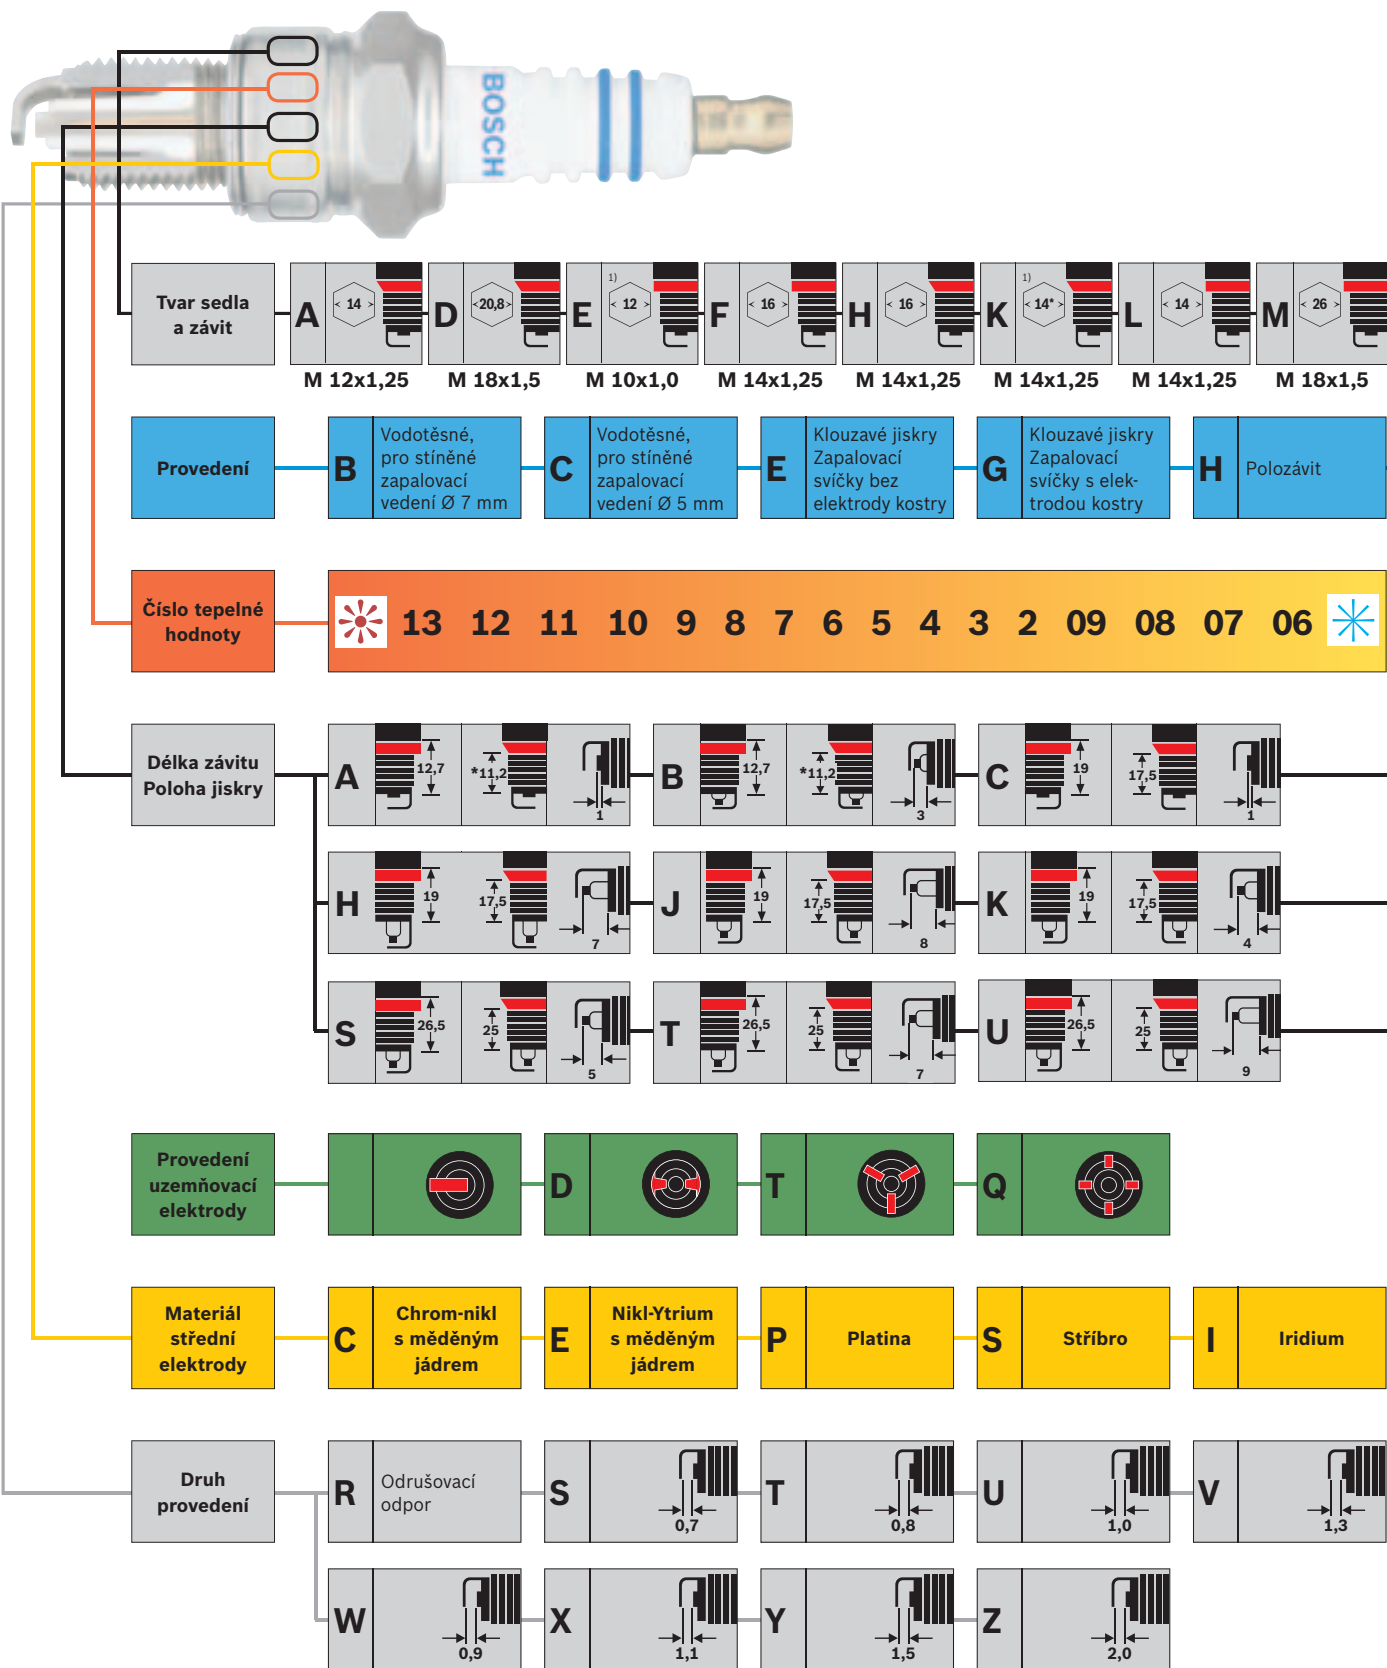 BOSCH
Tvar sedla
a závit
A
< 14 >
D
<20,8>
E
1)
< 12 >
F
< 16 >
H
< 16 >
K
1)
< 14* >
L
< 14 >
M
< 26 >
M 12x1,25
M 18x1,5
M 10x1,0
M 14x1,25
M 14x1,25
M 14x1,25
M 14x1,25
M 18x1,5
Provedení
B
Vodotěsné,
pro stíněné
zapalovací
vedení Ø 7 mm
C
Vodotěsné,
pro stíněné
zapalovací
vedení Ø 5 mm
E
Klouzavé jiskry
Zapalovací
svíčky bez
elektrody kostry
G
Klouzavé jiskry
Zapalovací
svíčky s elek-
trodou kostry
H
Polozávit
Číslo tepelné
hodnoty
13 12 11 10 9 8 7 6 5 4 3 2 09 08 07 06
Délka závitu
Poloha jiskry
A
12,7
*11,2
1
B
12,7
*11,2
3
C
19
17,5
1
H
19
17,5
7
J
19
17,5
8
K
19
17,5
4
S
26,5
25
5
T
26,5
25
7
U
26,5
25
9
Provedení
uzemňovací
elektrody
D
T
Q
Materiál
střední
elektrody
C
Chrom-nikl
s měděným
jádrem
E
Nikl-Ytrium
s měděným
jádrem
P
Platina
S
Stříbro
I
Iridium
Druh
provedení
R
Odrušovací
odpor
S
0,7
T
0,8
U
1,0
V
1,3
W
0,9
X
1,1
Y
1,5
Z
2,0